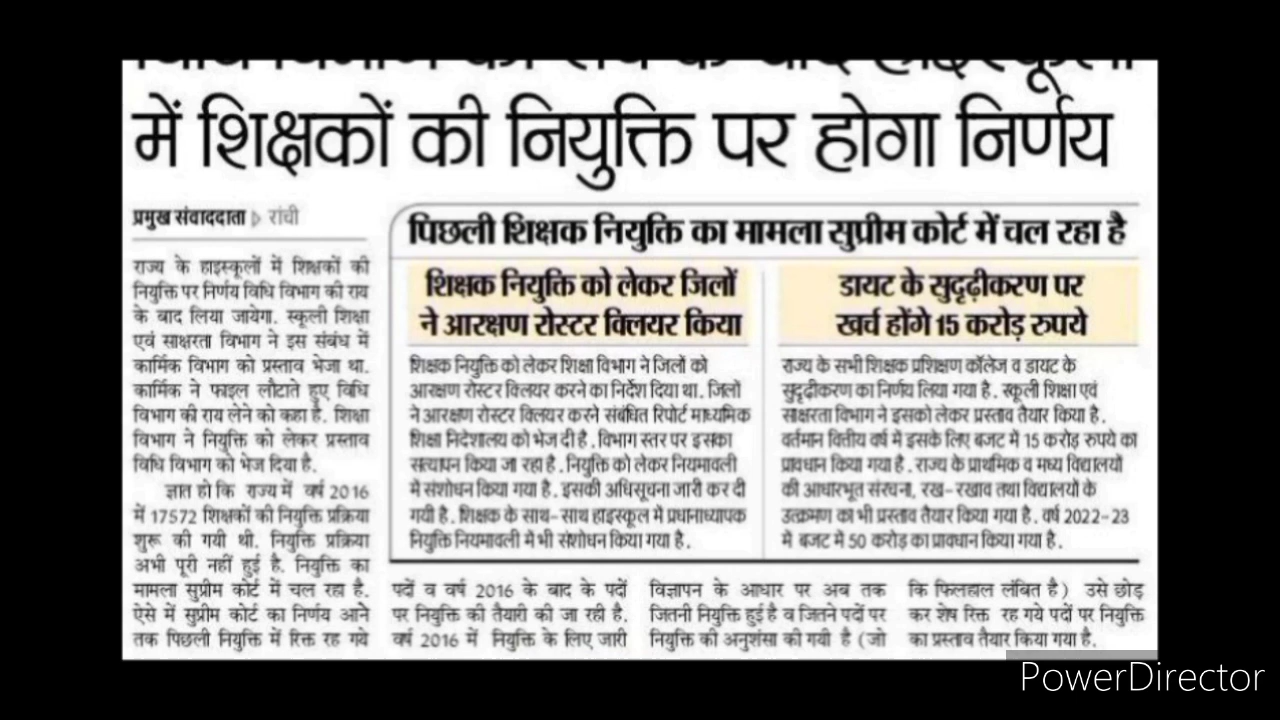 में शिक्षकों की नियुक्ति पर होगा निर्णय
प्रमुख संवाददाता ▷ रांची
राज्य के हाइस्कूलों में शिक्षकों की
नियुक्ति पर निर्णय विधि विभाग की राय
के बाद लिया जायेगा. स्कूली शिक्षा
एवं साक्षरता विभाग ने इस संबंध में
कार्मिक विभाग को प्रस्ताव भेजा था.
कार्मिक ने फाइल लौटाते हुए विधि
विभाग की राय लेने को कहा है. शिक्षा
विभाग ने नियुक्ति को लेकर प्रस्ताव
विधि विभाग को भेज दिया है.
ज्ञात हो कि राज्य में वर्ष 2016
में 17572 शिक्षकों की नियुक्ति प्रक्रिया
शुरू की गयी थी. नियुक्ति प्रक्रिया
अभी पूरी नहीं हुई है. नियुक्ति का
मामला सुप्रीम कोर्ट में चल रहा है.
ऐसे में सुप्रीम कोर्ट का निर्णय आने
तक पिछली नियुक्ति में रिक्त रह गये
पिछली शिक्षक नियुक्ति का मामला सुप्रीम कोर्ट में चल रहा है
शिक्षक नियुक्ति को लेकर जिलों
ने आरक्षण रोस्टर क्लियर किया
शिक्षक नियुक्ति को लेकर शिक्षा विभाग ने जिलों को
आरक्षण रोस्टर क्लियर करने का निर्देश दिया था. जिलों
ने आरक्षण रोस्टर क्लियर करने संबंधित रिपोर्ट माध्यमिक
शिक्षा निदेशालय को भेज दी है. विभाग स्तर पर इसका
सत्यापन किया जा रहा है. नियुक्ति को लेकर नियमावली
में संशोधन किया गया है. इसकी अधिसूचना जारी कर दी
गयी है. शिक्षक के साथ-साथ हाइस्कूल में प्रधानाध्यापक
नियुक्ति नियमावली में भी संशोधन किया गया है.
डायट के सुदृढ़ीकरण पर
खर्च होंगे 15 करोड़ रुपये
राज्य के सभी शिक्षक प्रशिक्षण कॉलेज व डायट के
सुदृढ़ीकरण का निर्णय लिया गया है. स्कूली शिक्षा एवं
साक्षरता विभाग ने इसको लेकर प्रस्ताव तैयार किया है.
वर्तमान वित्तीय वर्ष में इसके लिए बजट में 15 करोड़ रुपये का
प्रावधान किया गया है. राज्य के प्राथमिक व मध्य विद्यालयों
की आधारभूत संरचना, रख-रखाव तथा विद्यालयों के
उत्क्रमण का भी प्रस्ताव तैयार किया गया है. वर्ष 2022-23
में बजट में 50 करोड़ का प्रावधान किया गया है.
पदों व वर्ष 2016 के बाद के पदों
पर नियुक्ति की तैयारी की जा रही है.
वर्ष 2016 में नियुक्ति के लिए जारी
विज्ञापन के आधार पर अब तक
जितनी नियुक्ति हुई है व जितने पदों पर
नियुक्ति की अनुशंसा की गयी है (जो
कि फिलहाल लंबित है) उसे छोड़
कर शेष रिक्त रह गये पदों पर नियुक्ति
का प्रस्ताव तैयार किया गया है.
PowerDirector